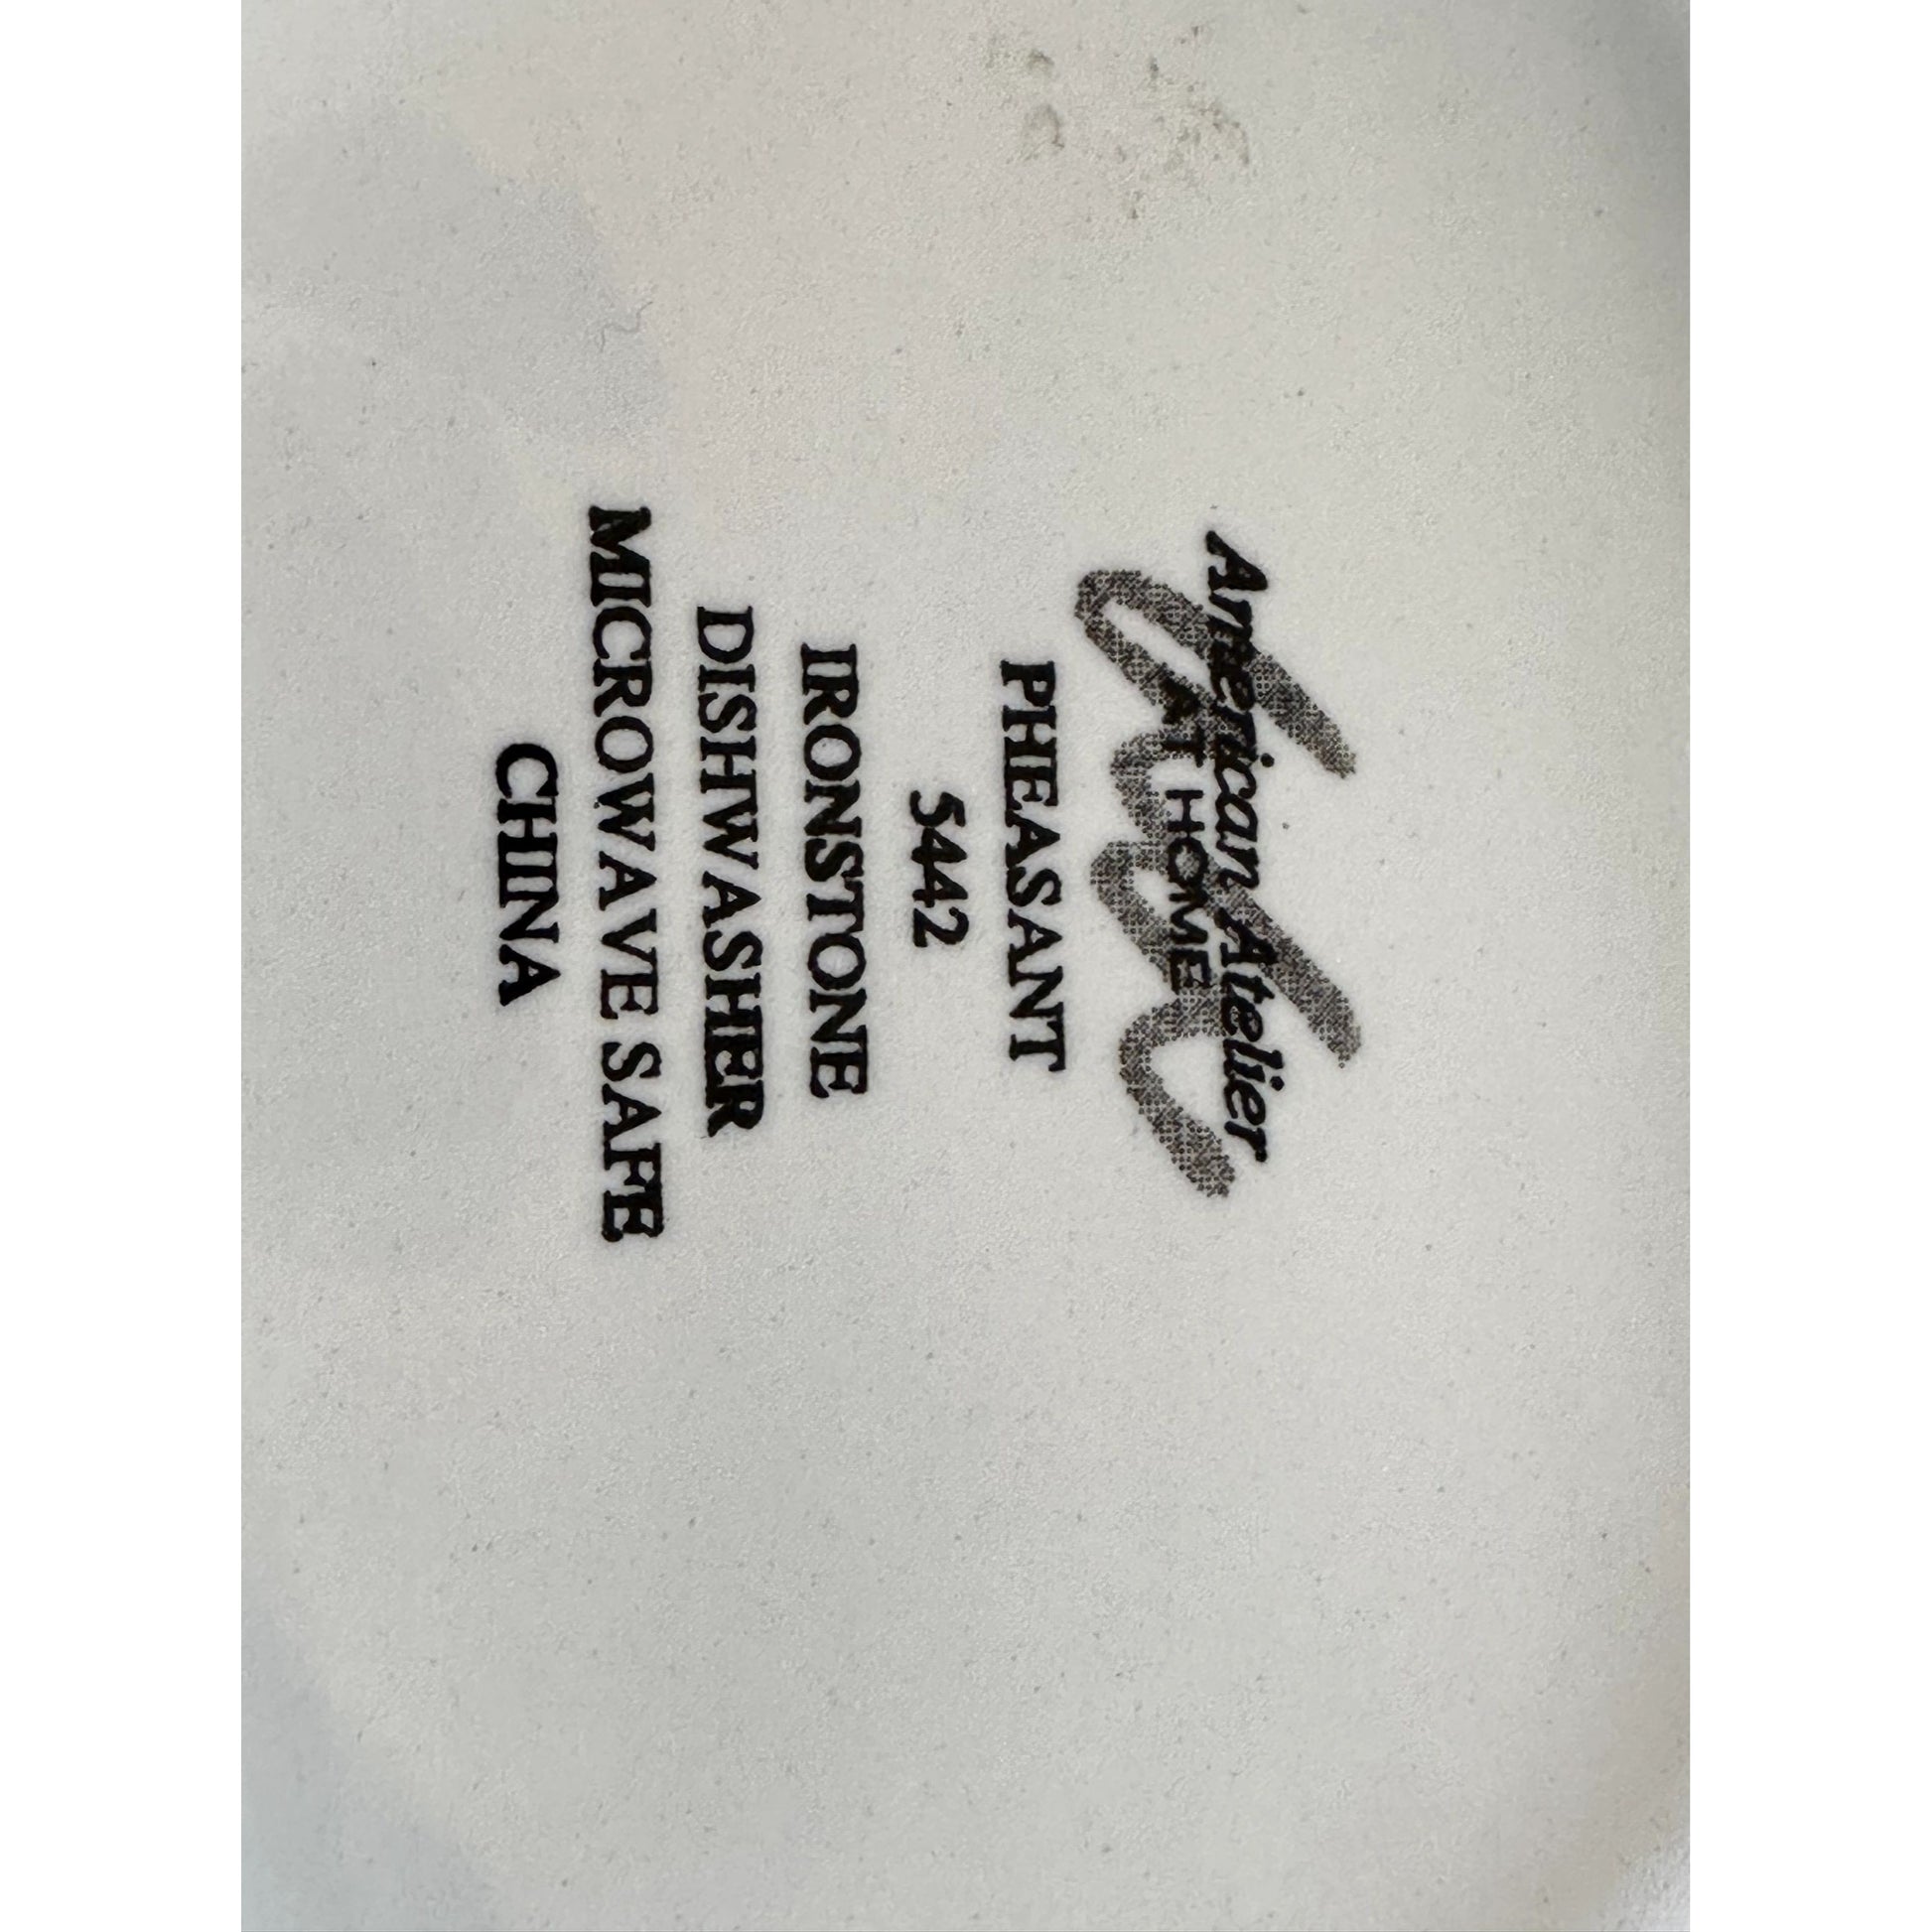 American Atelier
AT HOME
PHEASANT
5442
IRONSTONE
DISHWASHER
MICROWAVE SAFE
CHINA